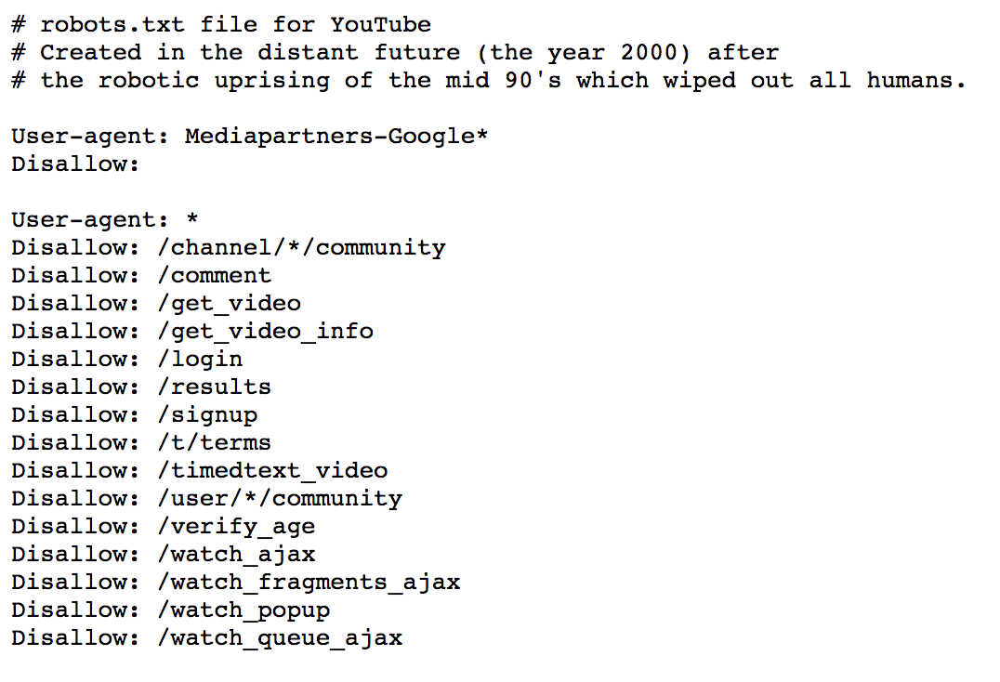 # robots.txt file for YouTube
# Created in the distant future (the year 2000) after
# the robotic uprising of the mid 90's which wiped out all humans.
User-agent: Mediapartners-Google*
Disallow:
User-agent: *
Disallow: /channel/*/community
Disallow: /comment
Disallow: /get_video
Disallow: /get_video_info
Disallow: /login
Disallow: /results
Disallow: /signup
Disallow: /t/terms
Disallow: /timedtext_video
Disallow: /user/*/community
Disallow: /verify_age
Disallow: /watch_ajax
Disallow: /watch_fragments_ajax
Disallow: /watch_popup
Disallow: /watch_queue_ajax